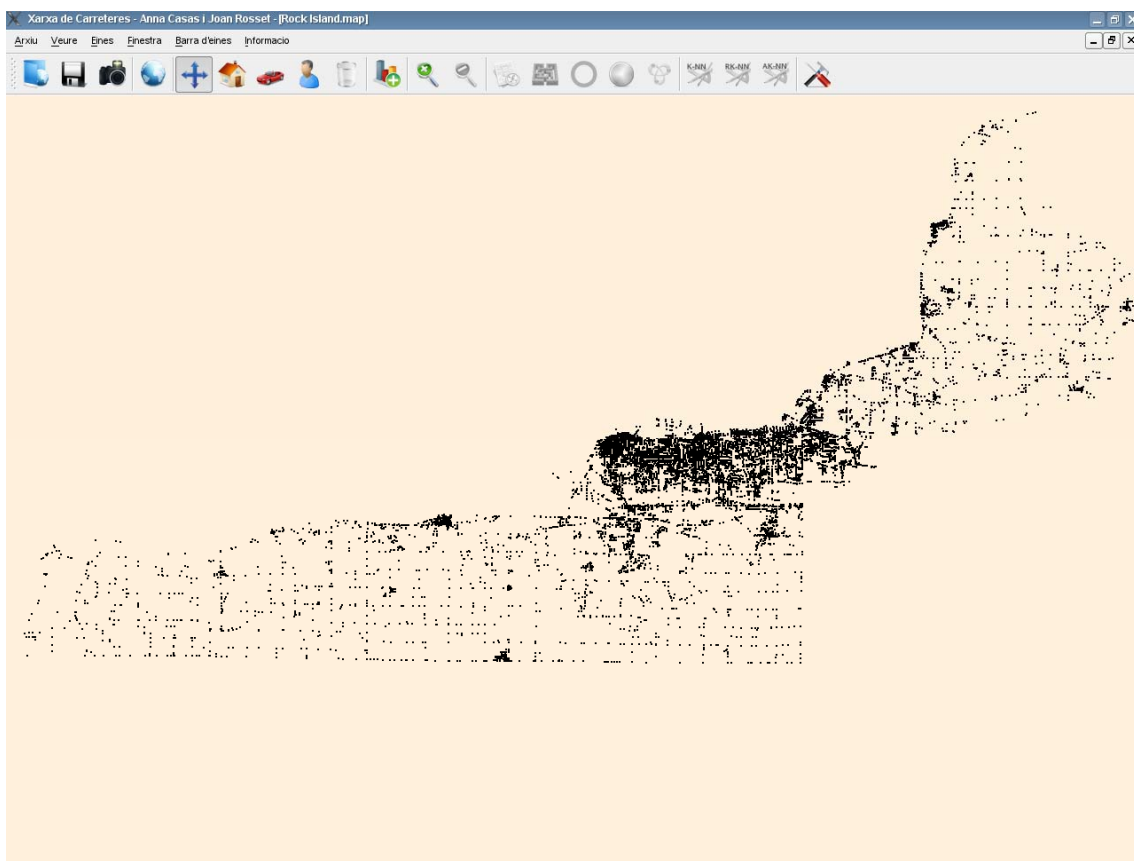 Xarxa de Carreteres - Anna Casas i Joan Rosset - [Rock Island.map]
Arxiu Veure Eines Finestra Barra d'eines Informacio
K-NN RK-NN AK-NN